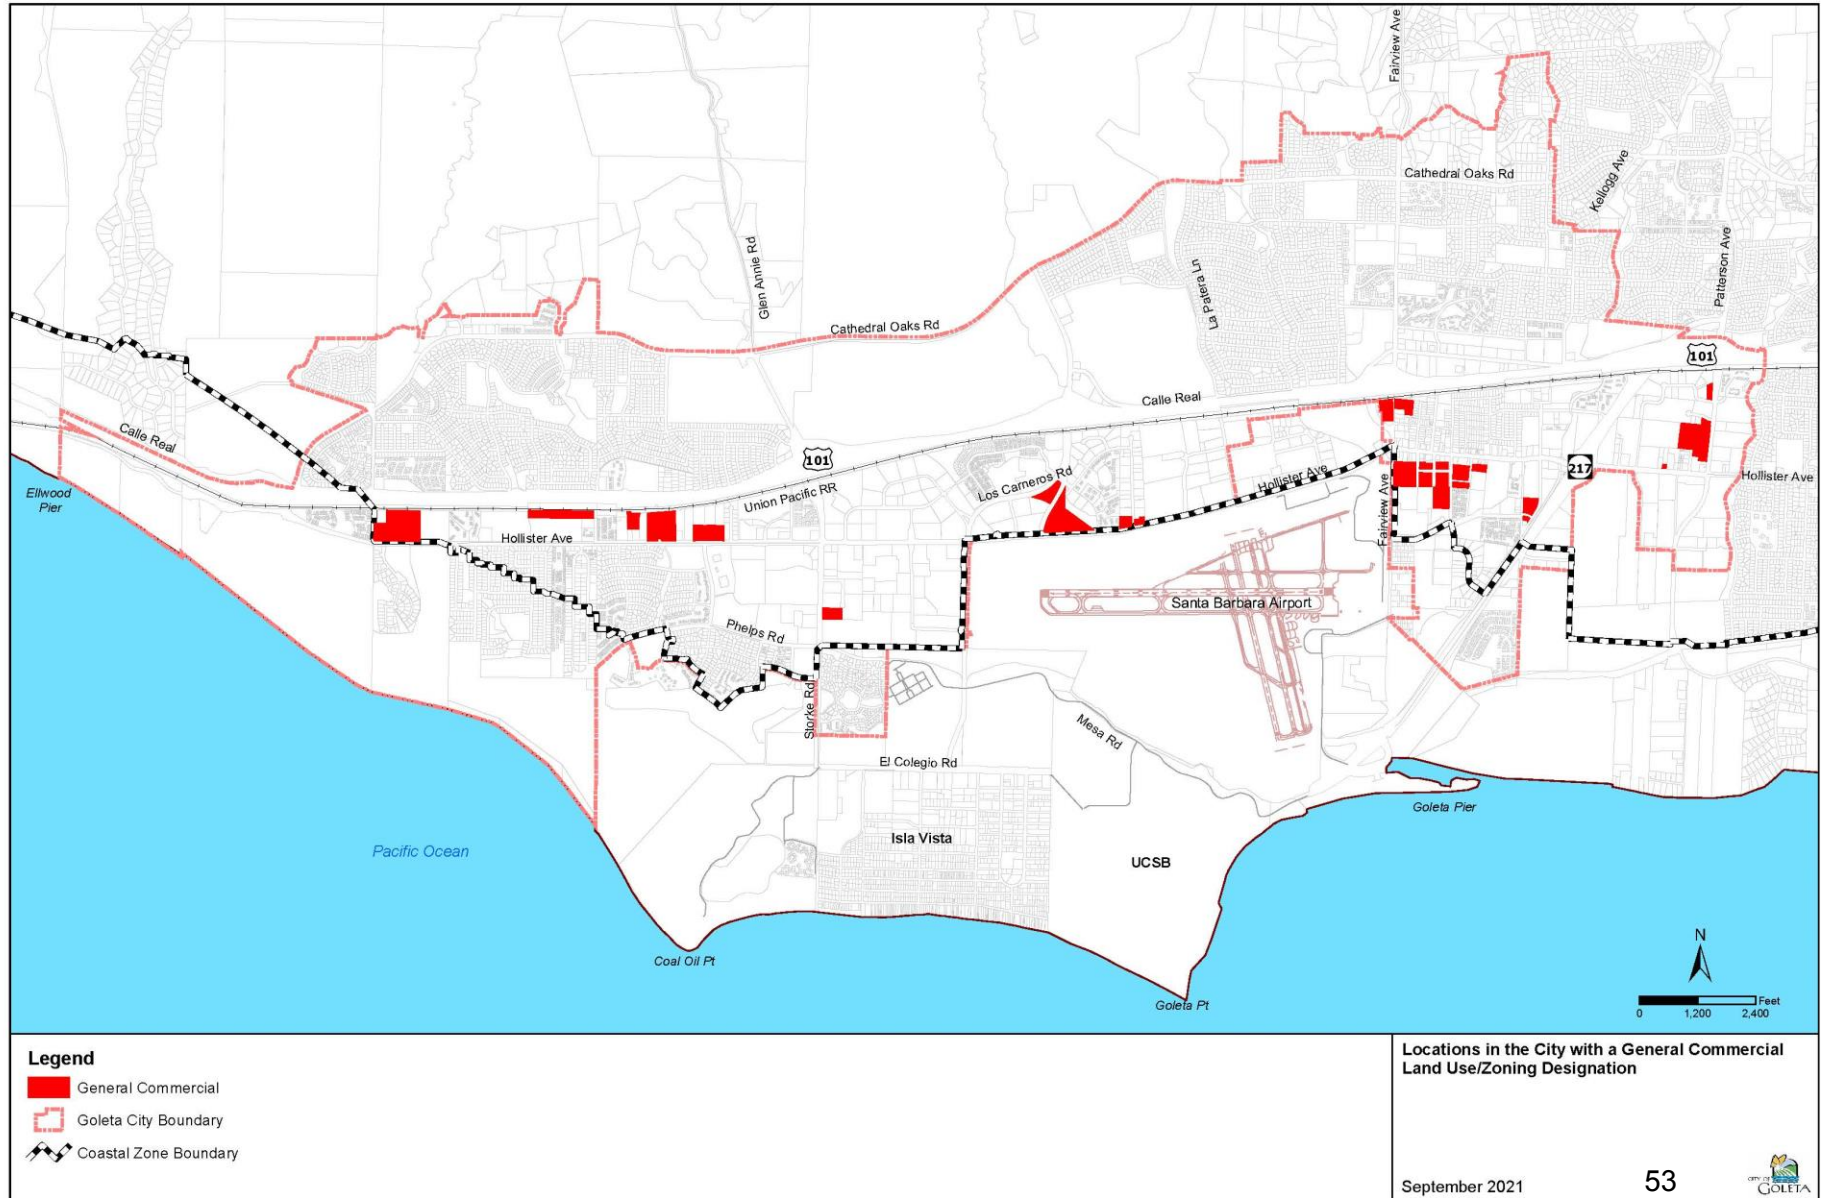 Fairview Ave
Cathedral Oaks Rd
Kellogg Ave
Patterson Ave
Glen Annie Rd
La Patera Ln
Cathedral Oaks Rd
101
Calle Real
Calle Real
101
Hollister Ave
217
Hollister Ave
Ellwood
Pier
Union Pacific RR
Los Carneros Rd
Fairview Ave
Hollister Ave
Santa Barbara Airport
Phelps Rd
Storke Rd
Mesa Rd
El Colegio Rd
Goleta Pier
Isla Vista
Pacific Ocean
UCSB
Coal Oil Pt
Goleta Pt
N
Feet
0 1,200 2,400
Legend
General Commercial
Goleta City Boundary
Coastal Zone Boundary
Locations in the City with a General Commercial
Land Use/Zoning Designation
September 2021
53
CITY OF
GOLETA